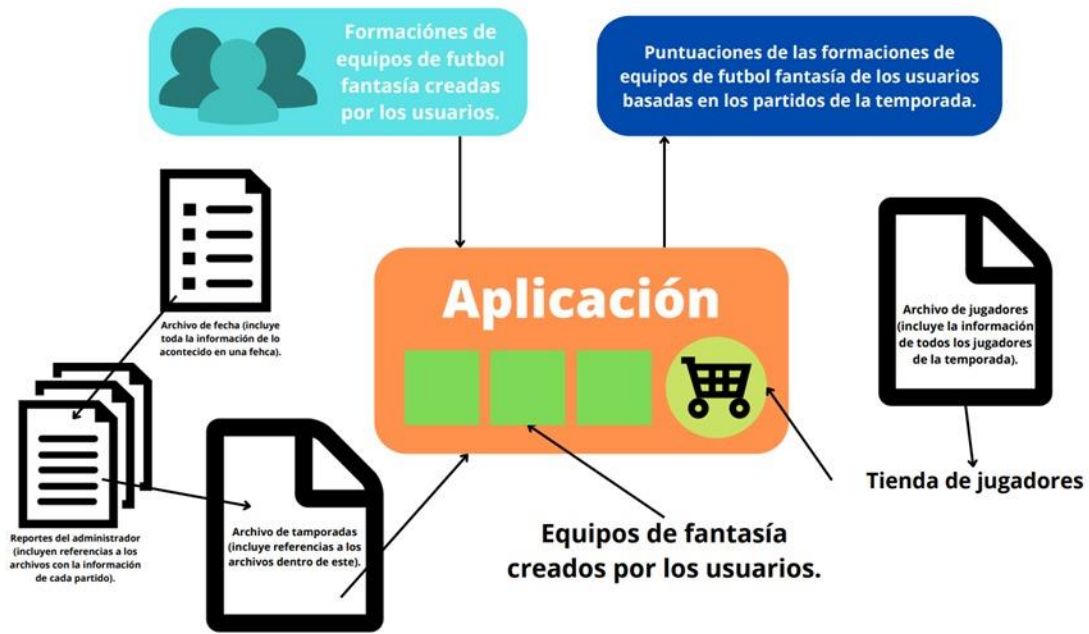 Formaciónes de
equipos de futbol
fantasía creadas
por los usuarios.
Puntuaciones de las formaciones de
equipos de futbol fantasía de los usuarios
basadas en los partidos de la temporada.
Archivo de fecha (incluye
toda la información de lo
acontecido en una fehca).
Aplicación
Archivo de jugadores
(incluye la información
de todos los jugadores
de la temporada).
Tienda de jugadores
Reportes del administrador
(incluyen referencias a los
archivos con la información
de cada partido).
Archivo de tamporadas
(incluye referencias a los
archivos dentro de este).
Equipos de fantasía
creados por los usuarios.